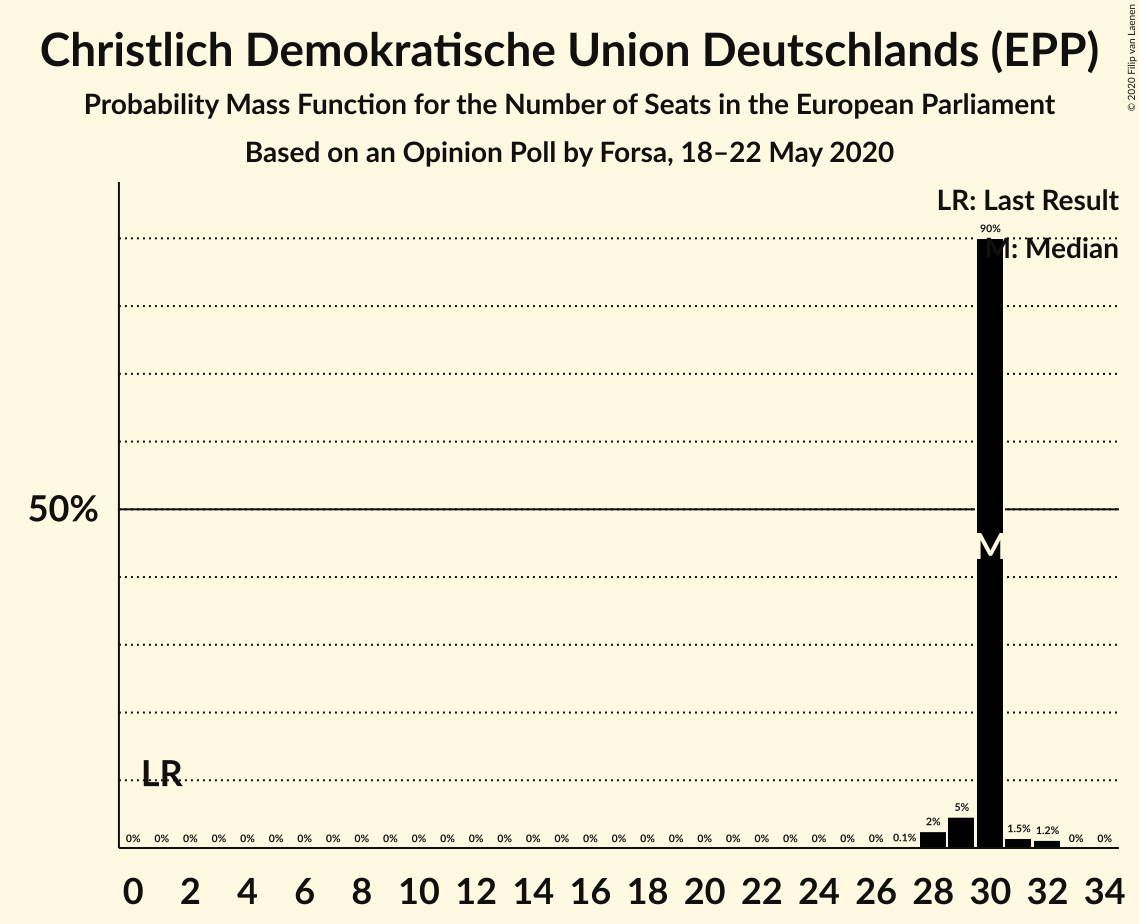 Christlich Demokratische Union Deutschlands (EPP)
Probability Mass Function for the Number of Seats in the European Parliament
Based on an Opinion Poll by Forsa, 18–22 May 2020
© 2020 Filip van Laenen
LR: Last Result
M: Median
90%
50%
M
LR
5%
2%
1.5% 1.2%
0% 0% 0% 0% 0% 0% 0% 0% 0% 0% 0% 0% 0% 0% 0% 0% 0% 0% 0% 0% 0% 0% 0% 0% 0% 0% 0% 0.1% 0% 0%
0 2 4 6 8 10 12 14 16 18 20 22 24 26 28 30 32 34